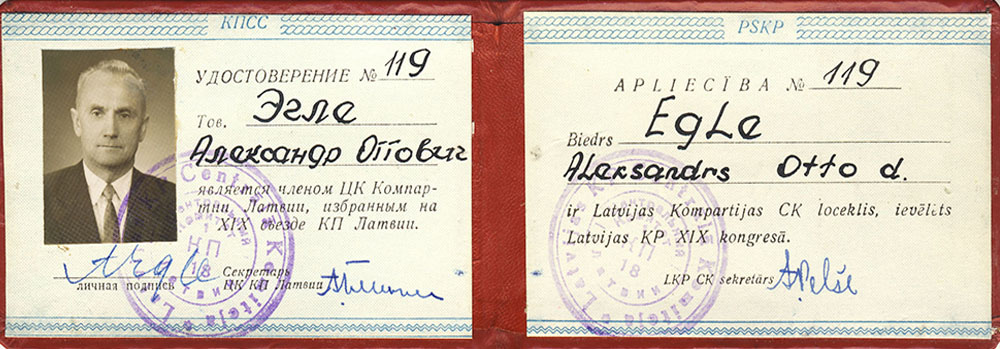 КПСС
УДОСТОВЕРЕНИЕ № 119
Тов. Эгле
Александр Оттович
является членом ЦК Компар-
тии Латвии, избранным на
XIX съезде КП Латвии.
Секретарь
личная подпись ЦК КП Латвии
PSKP
APLIECĪBA № 119
Biedrs Egle
Aleksandrs Otto d.
ir Latvijas Kompartijas CK loceklis, ievēlēts
Latvijas KP XIX kongresā.
LKP CK sekretārs APelše